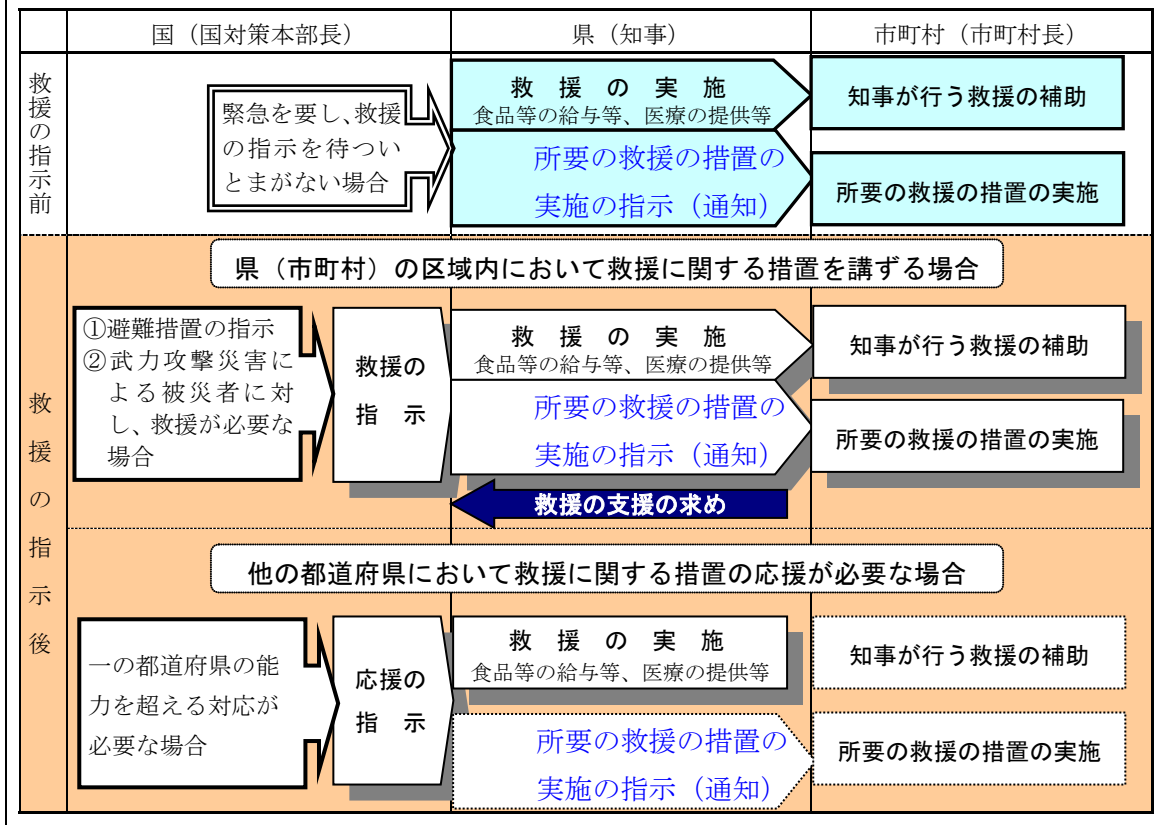 国（国対策本部長）
県（知事）
市町村（市町村長）
救援の指示前
緊急を要し、救援
の指示を待つい
とまがない場合
救援の実施
食品等の給与等、医療の提供等
所要の救援の措置の
実施の指示（通知）
知事が行う救援の補助
所要の救援の措置の実施
救援の指示後
県（市町村）の区域内において救援に関する措置を講ずる場合
①避難措置の指示
②武力攻撃災害に
よる被災者に対
し、救援が必要な
場合
救援の
指示
救援の実施
食品等の給与等、医療の提供等
所要の救援の措置の
実施の指示（通知）
知事が行う救援の補助
所要の救援の措置の実施
救援の支援の求め
他の都道府県において救援に関する措置の応援が必要な場合
一の都道府県の能
力を超える対応が
必要な場合
応援の
指示
救援の実施
食品等の給与等、医療の提供等
所要の救援の措置の
実施の指示（通知）
知事が行う救援の補助
所要の救援の措置の実施